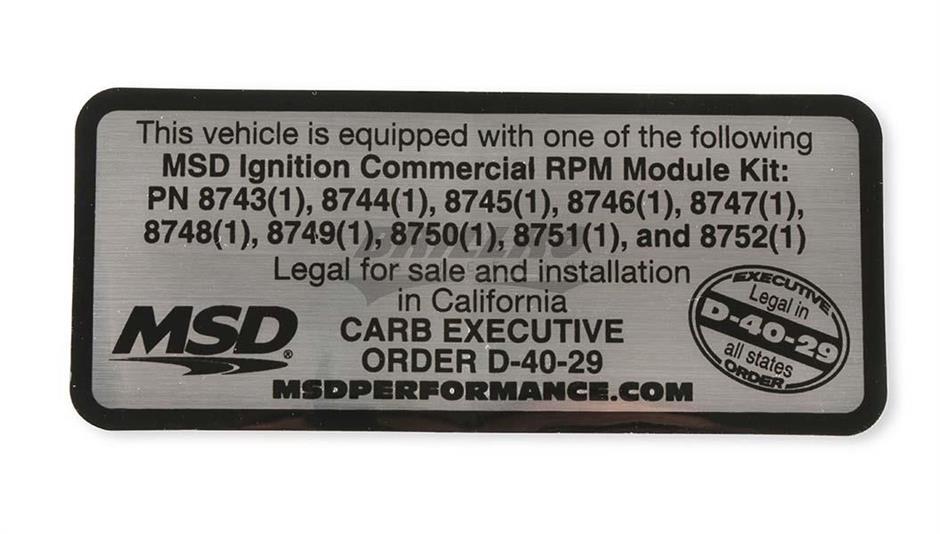 This vehicle is equipped with one of the following
MSD Ignition Commercial RPM Module Kit:
PN 8743(1), 8744(1), 8745(1), 8746(1), 8747(1),
8748(1), 8749(1), 8750(1), 8751(1), and 8752(1)
Legal for sale and installation
in California
CARB EXECUTIVE
ORDER D-40-29
MSDPERFORMANCE.COM
MSD®
EXECUTIVE
Legal in
D-40-29
all states
ORDER